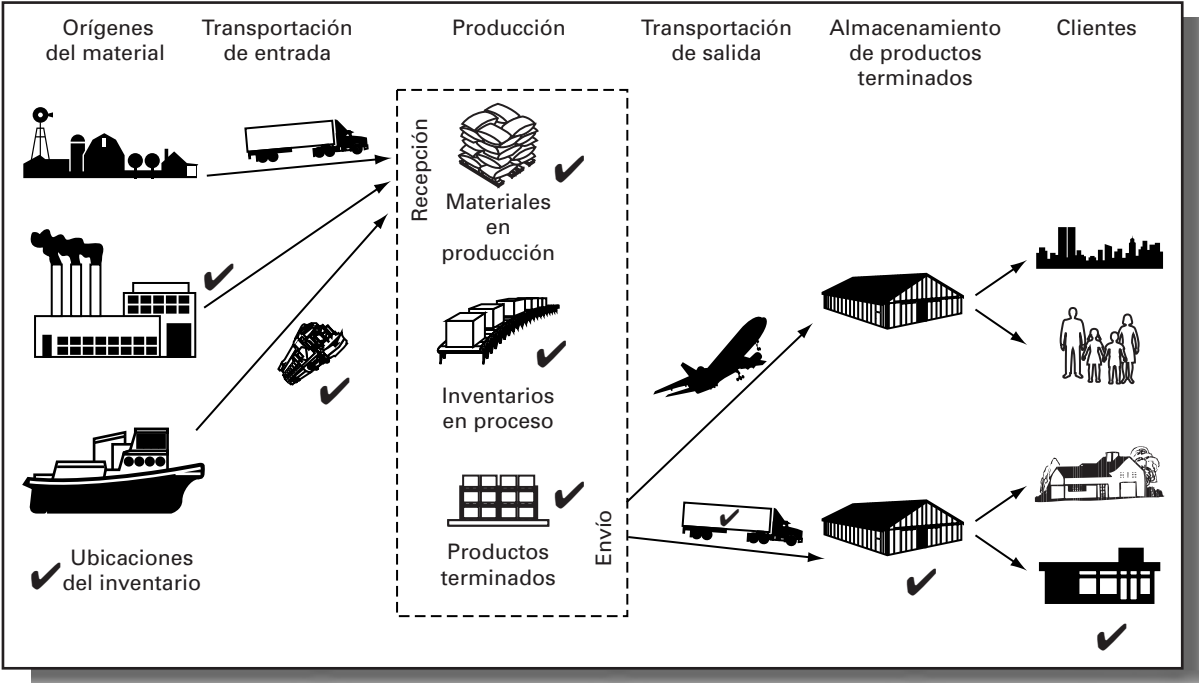 Orígenes
del material
Transportación
de entrada
Producción
Transportación
de salida
Almacenamiento
de productos
terminados
Clientes
Recepción
Materiales
en
producción
Inventarios
en proceso
Productos
terminados
Envío
Ubicaciones
del inventario